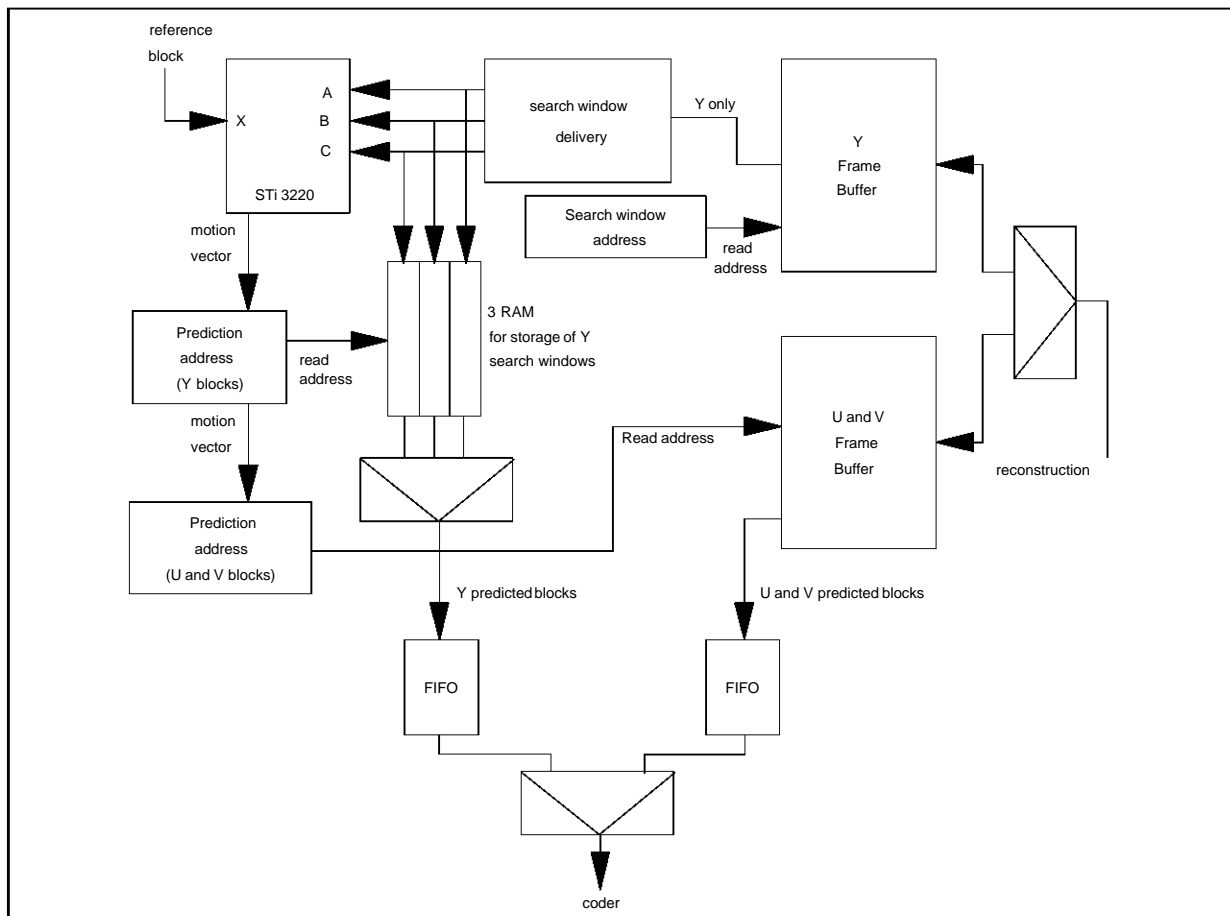 reference
block
X
A
B
C
STi 3220
search window
delivery
Y only
Y
Frame
Buffer
Search window
address
read
address
motion
vector
Prediction
address
(Y blocks)
read
address
3 RAM
for storage of Y
search windows
motion
vector
Prediction
address
(U and V blocks)
Read address
U and V
Frame
Buffer
reconstruction
Y predicted blocks
U and V predicted blocks
FIFO
FIFO
coder